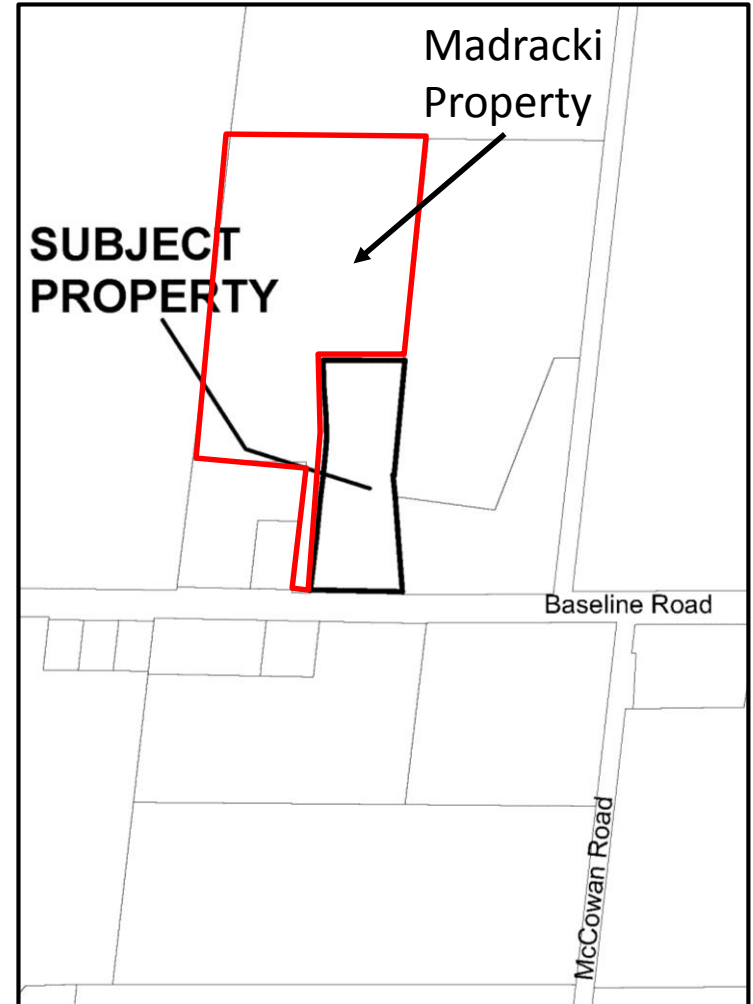 Madracki
Property
SUBJECT
PROPERTY
Baseline Road
McCowan Road